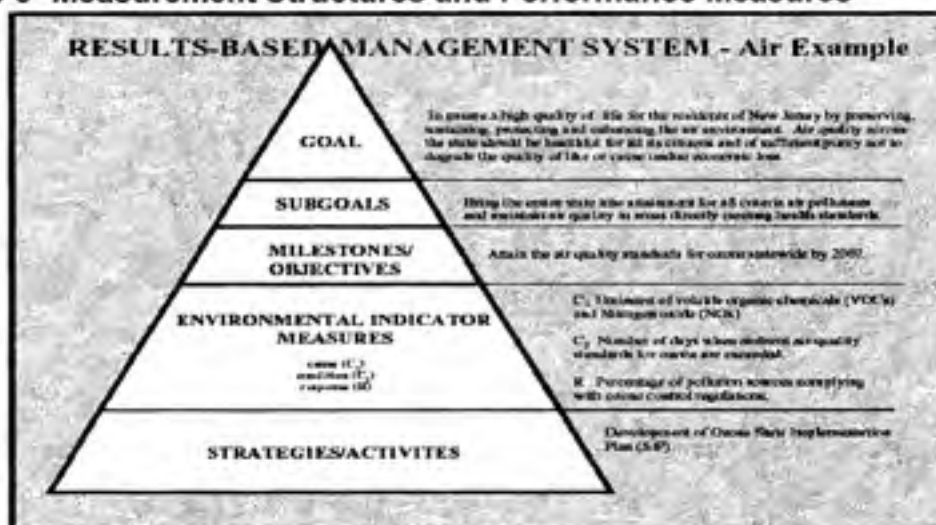 Measurement Structures and Performance Measures
RESULTS-BASED MANAGEMENT SYSTEM - Air Example
GOAL
To ensure a high quality of life for the residents of New Jersey by preserving,
sustaining, protecting and enhancing the air environment. Air quality across
the state should be healthful for all its citizens and of sufficient purity not to
degrade the quality of life or cause undue economic loss.
SUBGOALS
Bring the entire state into attainment for all criteria air pollutants
and maintain air quality in areas directly meeting health standards.
MILESTONES/
OBJECTIVES
Attain the air quality standards for ozone statewide by
ENVIRONMENTAL INDICATOR
MEASURES
cause (C₁)
condition (C₂)
response (R)
C₁ of volatile organic chemicals (VOCs)
and Nitrogen oxide (NOx)
C₂ Number of days when ambient air quality
standards for ozone are exceeded.
R Percentage of pollution sources complying
with ozone control regulations.
STRATEGIES/ACTIVITES
Development of Ozone State Implementation
Plan (SIP)